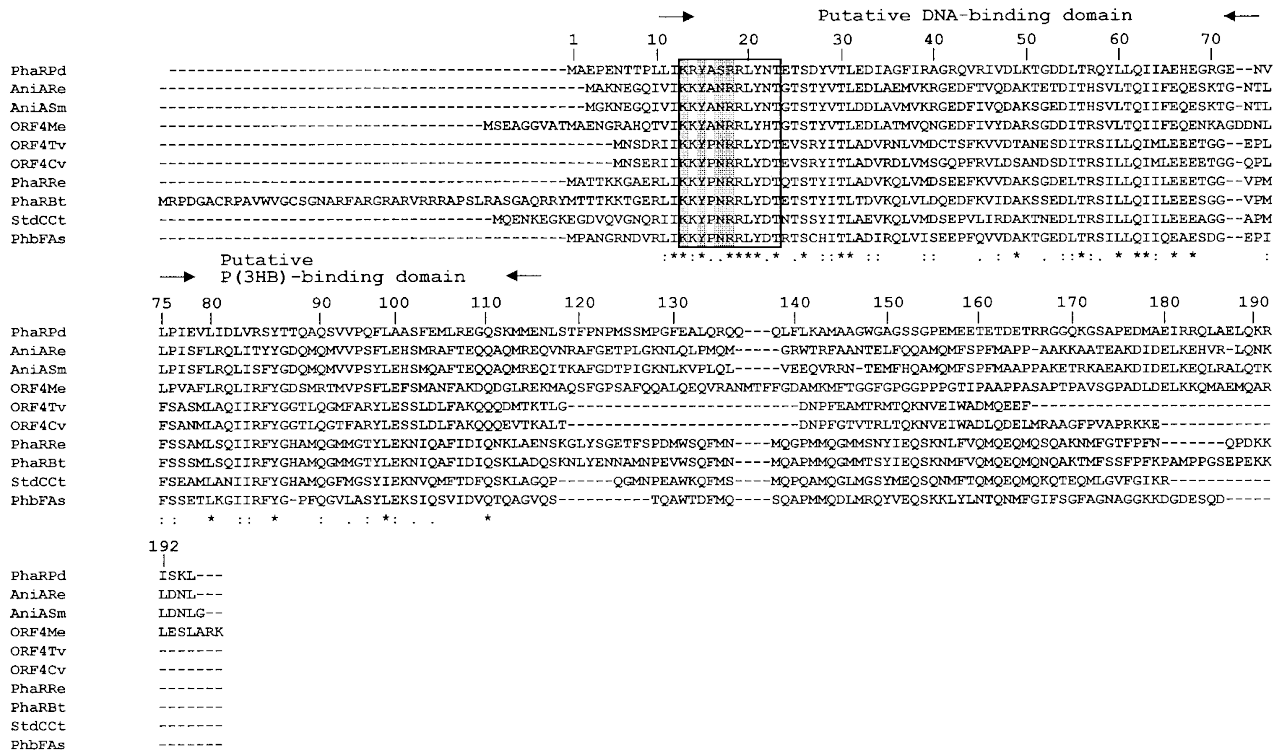 Putative DNA-binding domain
1 10 20 30 40 50 60 70
PhaRPd ---MAEPENTTPLLIKRYASRRLYNTETSDYVTLEDIAGFIRAGRQVRIVDLKTGDDLTRQYLLQIIAEHEGRGE--NV
AniARe ---MAKNEGQIVIKKYANRRLYNTGTSTYVTLEDLAEMVKRGEDFTVQDAKTETDITHSVLTQIIFEQESKTG-NTL
AniASm ---MGKNEGQIVIKKYANRRLYNTGTSTYVTLDDLAVMVKRGEDFTVQDAKSGEDITHSVLTQIIFEQESKTG-NTL
ORF4Me ---MSEAGGVATMAENGRAHQTVIKKYANRRLYHTGTSTYVTLEDLATMVQNGEDFIVYDARSGDDITRSVLTQIIFEQENKAGDDNL
ORF4Tv ---MNSDRIIKKYPNRRLYDTEVSRYITLADVRNLVMDCTSFKVVDTANESDITRSILLQIMLEEETGG--EPL
ORF4Cv ---MNSERIIKKYPNRRLYDTEVSRYITLADVRDLVMSGQPFRVLDSANDSDITRSILLQIMLEEETGG--QPL
PhaRRe ---MATTKKGAERLIKKYPNRRLYDTQTSTYITLADVKQLVMDSEEFKVVDAKSGDELTRSILLQIILEEETGG--VPM
PhaRBt MRPDGACRPAVWVGCSGNARFARGRARVRRRAPSLRASGAQRRYMTTTKKTGERLIKKYPNRRLYDTETSTYITLTDVKQLVLDQEDFKVVDAKSNEDLTRSILLQIILEEESGG--VPM
StdCCt ---MQENKEGKEGDVQVGNQRIIKKYPNRRLYDTNTSSYITLAEVKQLVMDSEPVLIRDAKTNEDLTRSILLQIILEEEAGG--APM
PhbFAs ---MPANGRNDVRLIKKYPNRRLYDTRTSCHITLADIRQLVISEEPFQVVDAKTGEDLTRSILLQIIQEAESDG--EPI
Putative
P(3HB)-binding domain
75 80 90 100 110 120 130 140 150 160 170 180 190
PhaRPd LPIEVLIDLVRSYTTQAQSVVPQFLAASFEMLREGQSKMMENLSTFPNPMSSMPGFEALQRQQ----QLFLKAMAAGWGAGSSGPEMEETETDETRRGGQKGSAPEDMAEIRRQLAELQKR
AniARe LPISFLRQLITYYGDQMQMVVPSFLEHSMRAFTEQQAQMREQVNRAFGETPLGKNLQLPMQM-----GRWTRFAANTELFQQAMQMFSPFMAPP-AAKKAATEAKDIDELKEHVR-LQNK
AniASm LPISFLRQLISYYGDQMQMVVPSYLEHSMQAFTEQQAQMREQITKAFGDTPIGKNLKVPLQL-----VEEQVRRN-TEMFHQAMQMFSPFMAAPPAKETRKAEAKDIDELKEQLRALQTK
ORF4Me LPVAFLRQLIRFYGDSMRTMVPSFLEFSMANFAKDQDGLREKMAQSFGPSAFQQALQEQVRANMTFFGDAMKMFTGGFGPGGPPPGTIPAAPPASAPTPAVSGPADLDELKKQMAEMQAR
ORF4Tv FSASMLAQIIRFYGGTLQGMFARYLESSLDLFAKQQQDMTKTLG---DNPFEAMTRMTQKNVEIWADMQEEF---
ORF4Cv FSANMLAQIIRFYGGTLQGTFARYLESSLDLFAKQQQEVTKALT---DNPFGTVTRLTQKNVEIWADLQDELMRAAGFPVAPRKKE---
PhaRRe FSSAMLSQIIRFYGHAMQGMMGTYLEKNIQAFIDIQNKLAENSKGLYSGETFSPDMWSQFMN----MQGPMMQGMMSNYIEQSKNLFVQMQEQMQSQAKNMFGTFPFN---QPDKK
PhaRBt FSSSMLSQIIRFYGHAMQGMMGTYLEKNIQAFIDIQSKLADQSKNLYENNAMNPEVWSQFMN----MQAPMMQGMMTSYIEQSKNMFVQMQEQMQNQAKTMFSSFPFKPAMPPGSEPEKK
StdCCt FSEAMLANIIRFYGHAMQGFMGSYIEKNVQMFTDFQSKLAGQP---QGMNPEAWKQFMS----MQPQAMQGLMGSYMEQSQNMFTQMQEQMQKQTEQMLGVFGIKR---
PhbFAs FSSETLKGIIRFYG-PFQGVLASYLEKSIQSVIDVQTQAGVQS---TQAWTDFMQ----SQAPMMQDLMRQYVEQSKKLYLNTQNMFGIFSGFAGNAGGKKDGDESQD---
192
PhaRPd ISKL---
AniARe LDNL---
AniASm LDNLG--
ORF4Me LESLARK
ORF4Tv -------
ORF4Cv -------
PhaRRe -------
PhaRBt -------
StdCCt -------
PhbFAs -------